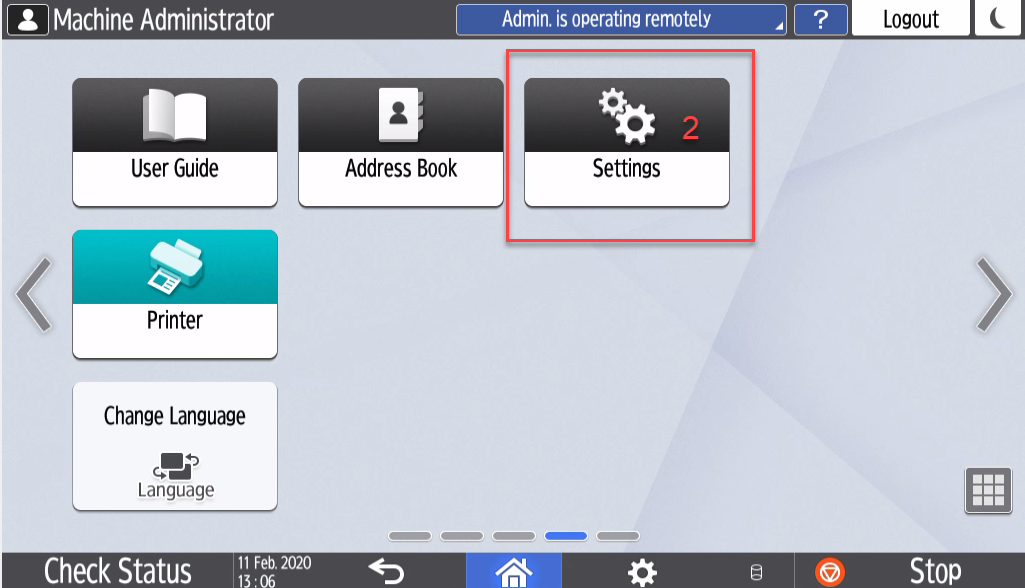 Machine Administrator
Admin. is operating remotely
?
Logout
User Guide
Address Book
2
Settings
Printer
Change Language
Language
Check Status
11 Feb. 2020
13 : 06
Stop